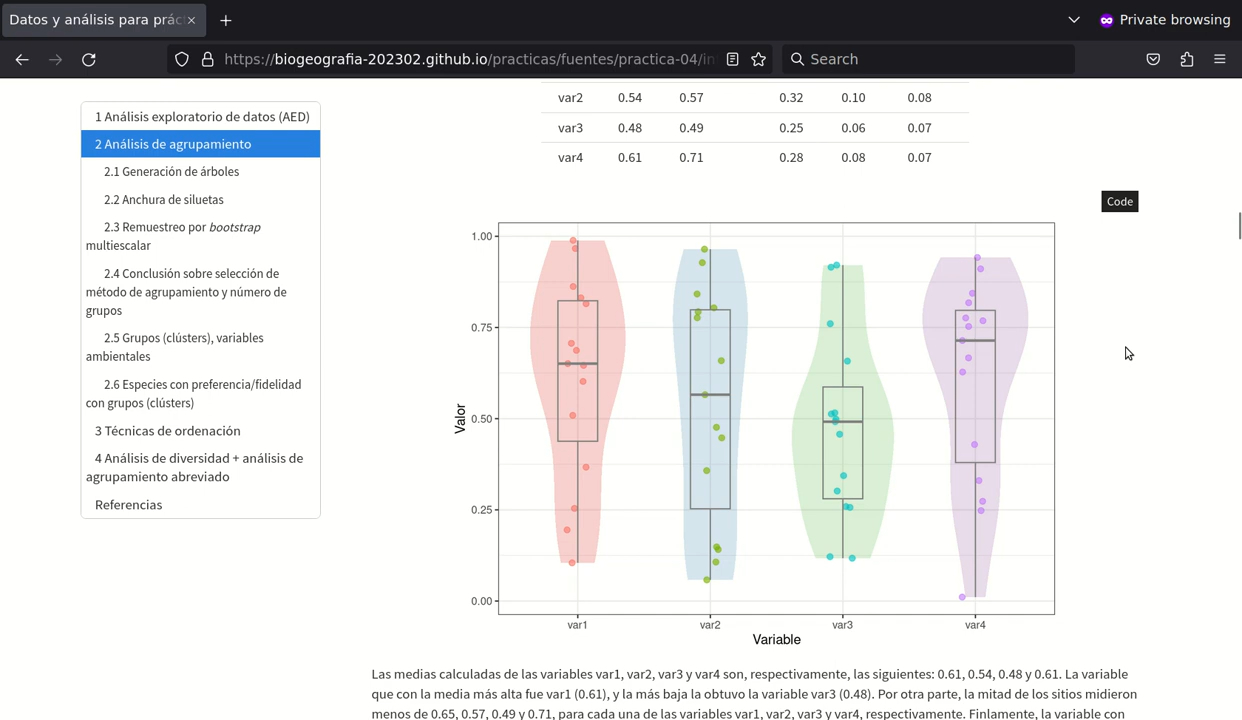 Datos y análisis para prác
Private browsing
https://biogeografia-202302.github.io/practicas/fuentes/practica-04/in
Search
var2 0.54 0.57 0.32 0.10 0.08
var3 0.48 0.49 0.25 0.06 0.07
var4 0.61 0.71 0.28 0.08 0.07
1 Análisis exploratorio de datos (AED)
2 Análisis de agrupamiento
2.1 Generación de árboles
2.2 Anchura de siluetas
2.3 Remuestreo por bootstrap
multiescalar
2.4 Conclusión sobre selección de
método de agrupamiento y número de
grupos
2.5 Grupos (clústers), variables
ambientales
2.6 Especies con preferencia/fidelidad
con grupos (clústers)
3 Técnicas de ordenación
4 Análisis de diversidad + análisis de
agrupamiento abreviado
Referencias
Code
1.00
0.75
0.50
0.25
0.00
Valor
var1 var2 var3 var4
Variable
Las medias calculadas de las variables var1, var2, var3 y var4 son, respectivamente, las siguientes: 0.61, 0.54, 0.48 y 0.61. La variable
que con la media más alta fue var1 (0.61), y la más baja la obtuvo la variable var3 (0.48). Por otra parte, la mitad de los sitios midieron
menos de 0.65, 0.57, 0.49 y 0.71, para cada una de las variables var1, var2, var3 y var4, respectivamente. Finlamente, la variable con